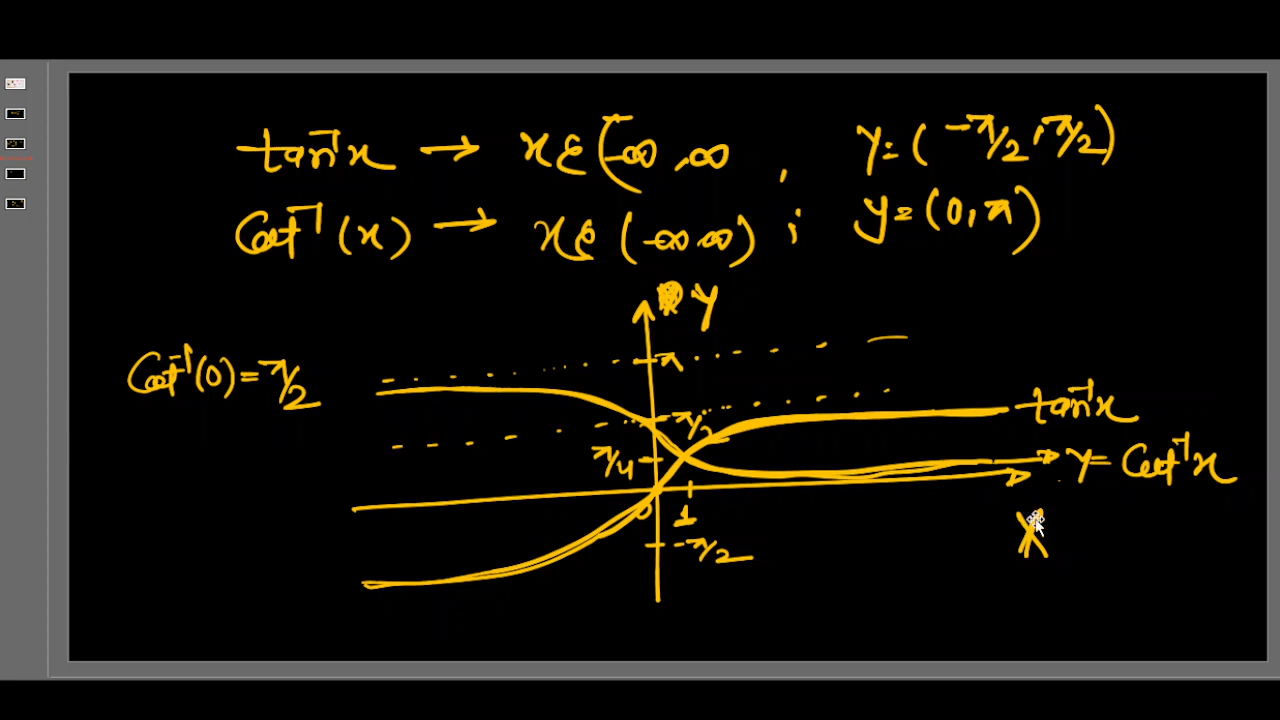 tan⁻¹x → x ∈ (-∞, ∞ , y = (-π/2, π/2)
Cot⁻¹(x) → x ∈ (-∞ ∞) ; y = (0, π)
Y
π
Cot⁻¹(0) = π/2
π/2
tan⁻¹x
π/4
y = Cot⁻¹x
0
1
X
-π/2